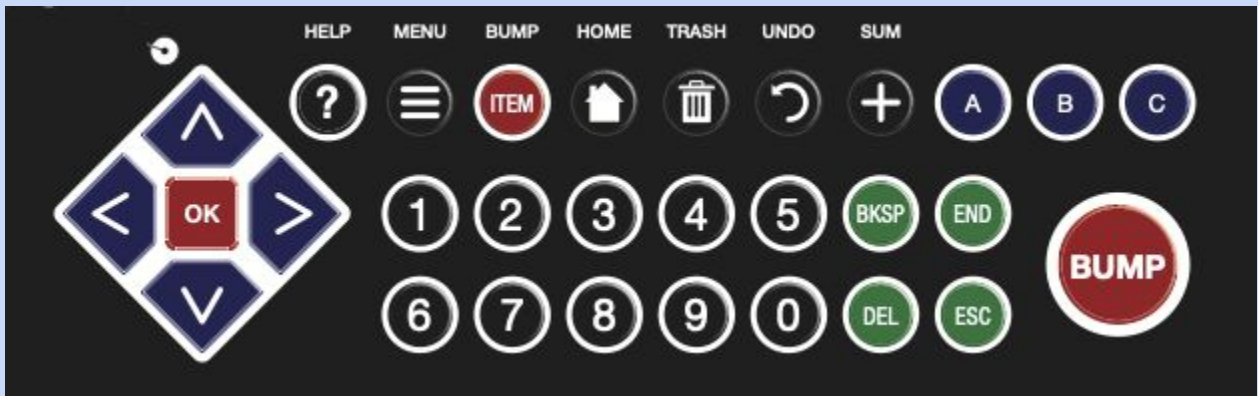 HELP MENU BUMP HOME TRASH UNDO SUM
? ITEM A B C
OK
1 2 3 4 5 BKSP END
BUMP
6 7 8 9 0 DEL ESC